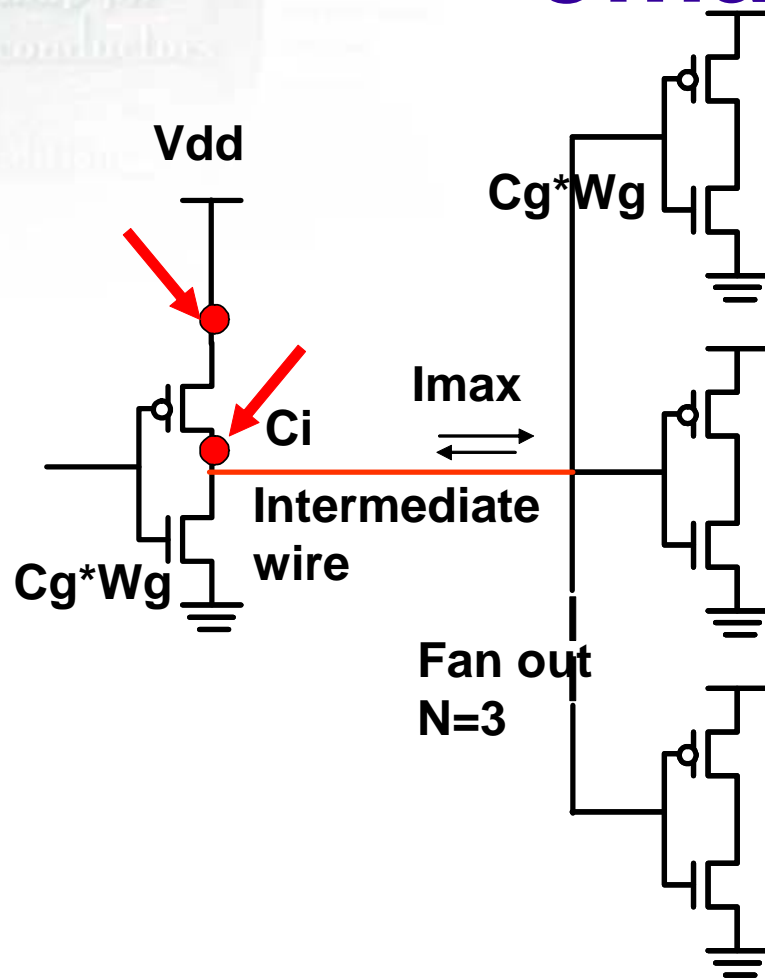 Vdd
Cg*Wg
Imax
Ci
Intermediate
wire
Cg*Wg
Fan out
N=3